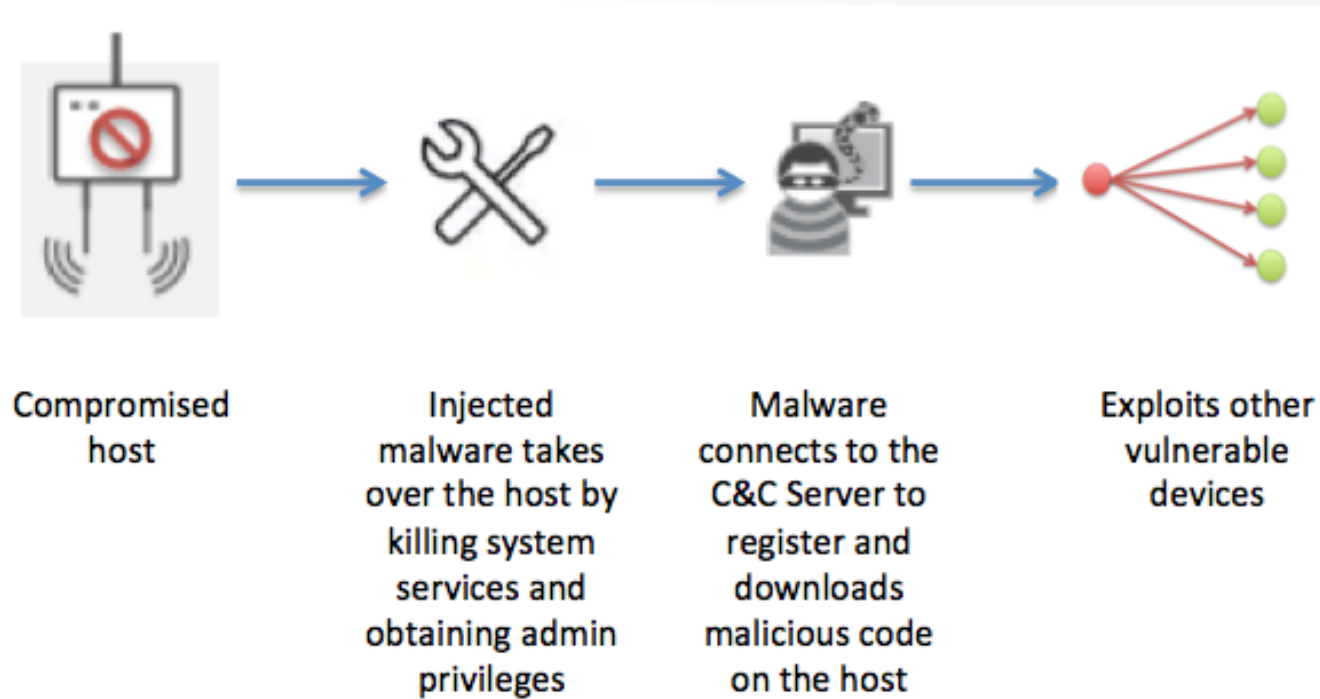 Compromised
host
Injected
malware takes
over the host by
killing system
services and
obtaining admin
privileges
Malware
connects to the
C&C Server to
register and
downloads
malicious code
on the host
Exploits other
vulnerable
devices